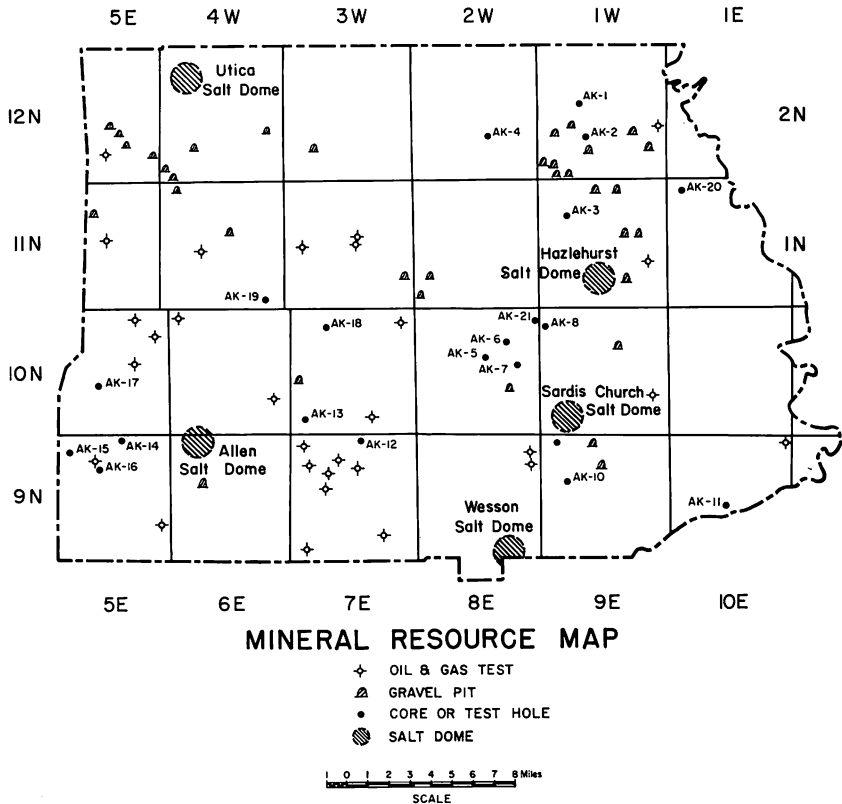 5E 4W 3W 2W 1W 1E
Utica
Salt Dome
12N
2N
AK-1
AK-2
AK-4
AK-20
AK-3
11N
1N
Hazlehurst
Salt Dome
AK-19
AK-18
AK-21
AK-8
AK-6
AK-5
AK-7
10N
AK-17
Sardis Church
Salt Dome
AK-13
AK-15
AK-14
AK-16
Allen
Salt Dome
AK-12
AK-10
9N
Wesson
Salt Dome
AK-11
5E 6E 7E 8E 9E 10E
MINERAL RESOURCE MAP
OIL & GAS TEST
GRAVEL PIT
CORE OR TEST HOLE
SALT DOME
1 0 1 2 3 4 5 6 7 8 Miles
SCALE